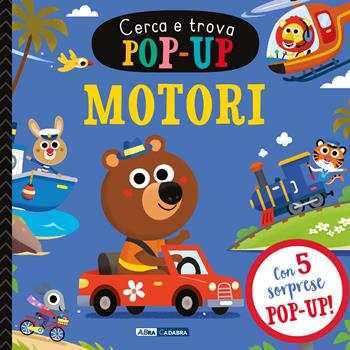 Cerca e trova
POP-UP
MOTORI
Con 5
sorprese
POP-UP!
ABRA CADABRA